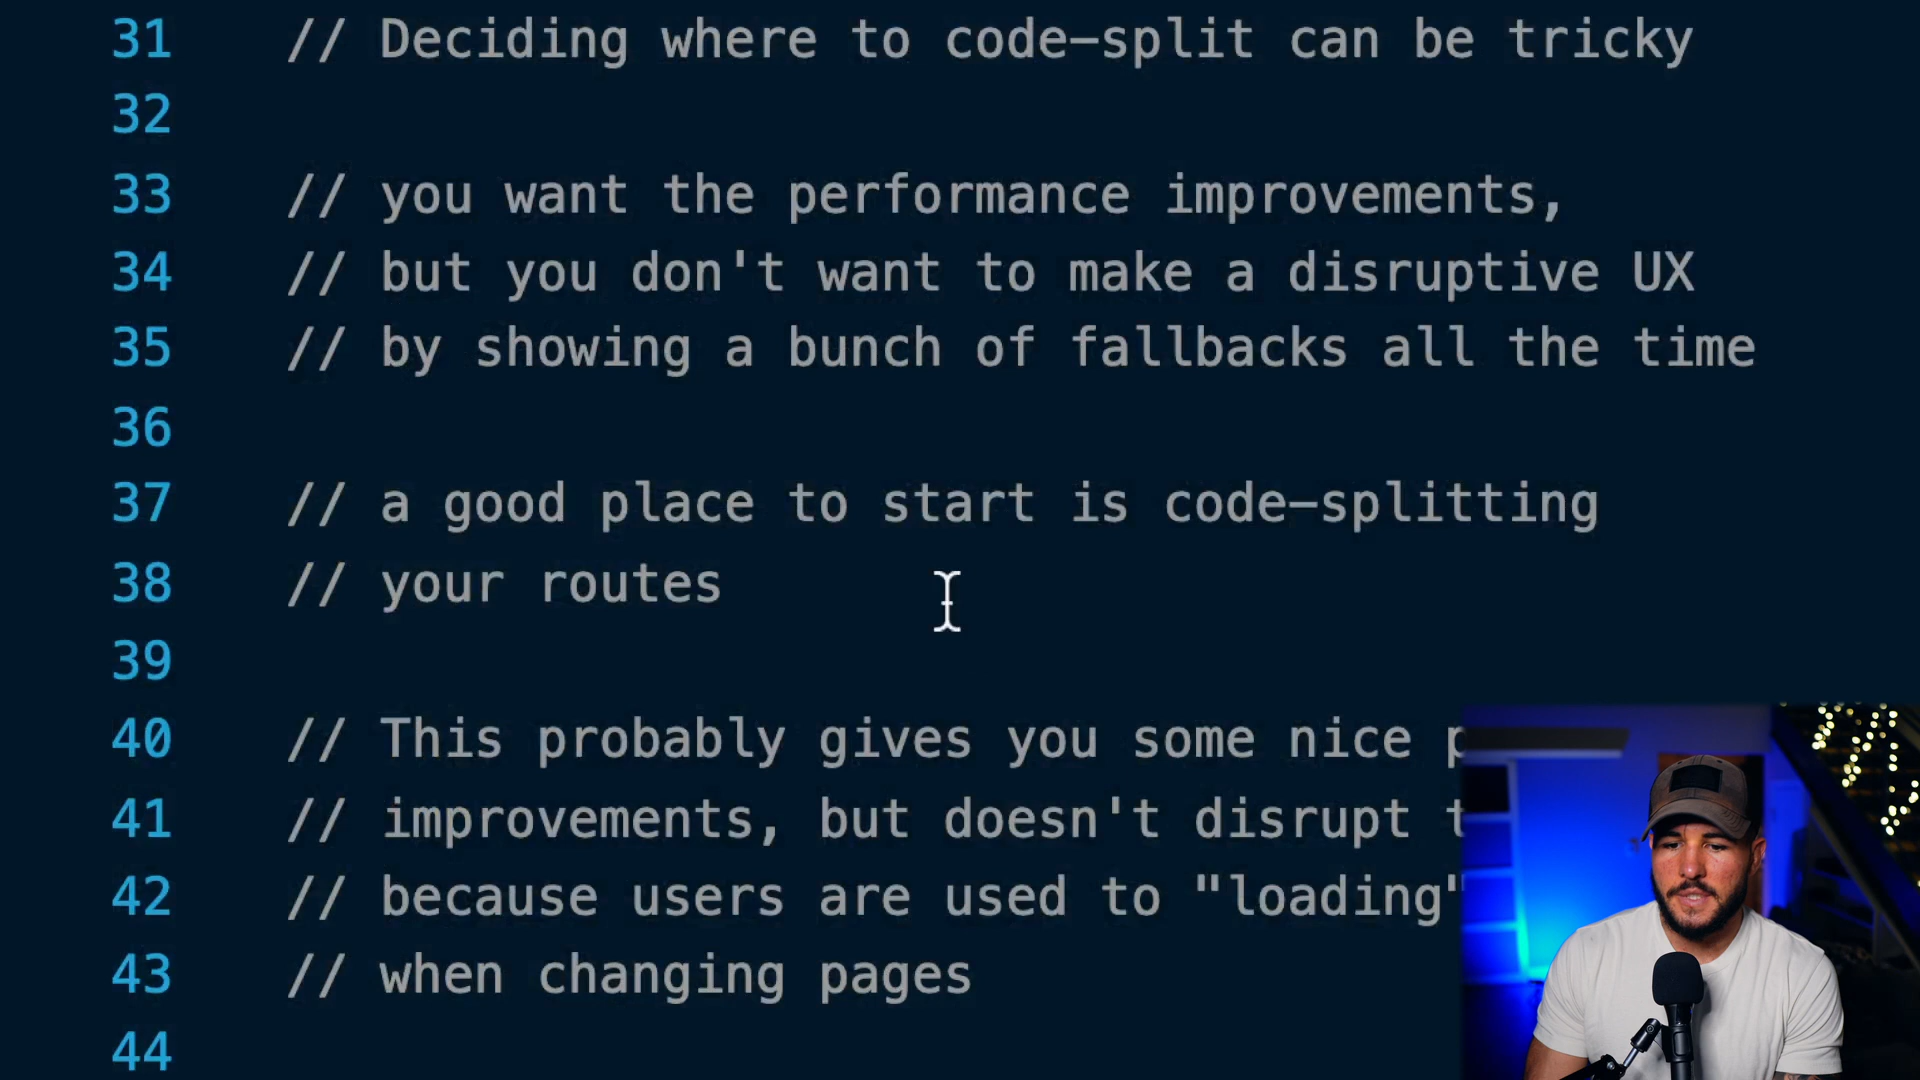 31 // Deciding where to code-split can be tricky
32
33 // you want the performance improvements,
34 // but you don't want to make a disruptive UX
35 // by showing a bunch of fallbacks all the time
36
37 // a good place to start is code-splitting
38 // your routes
39
40 // This probably gives you some nice
41 // improvements, but doesn't disrupt
42 // because users are used to "loading"
43 // when changing pages
44